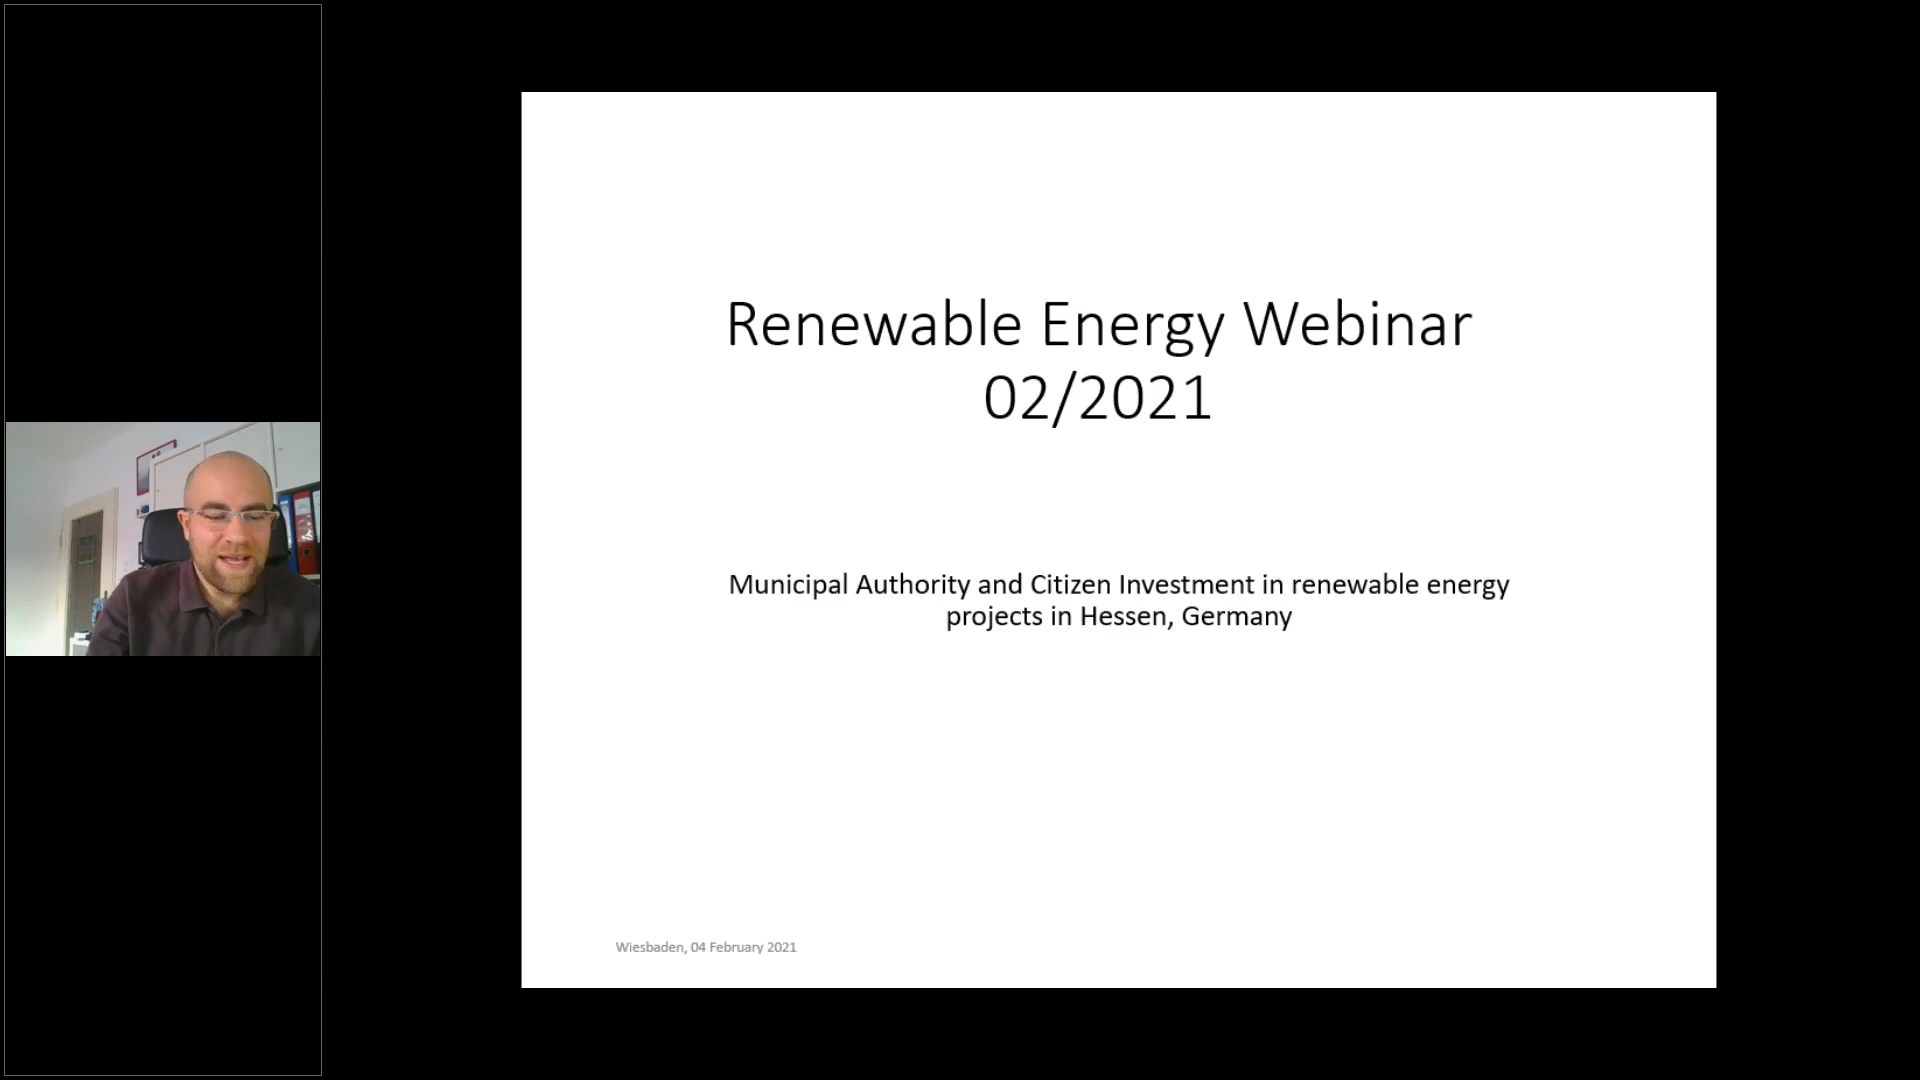 Renewable Energy Webinar
02/2021
Municipal Authority and Citizen Investment in renewable energy
projects in Hessen, Germany
Wiesbaden, 04 February 2021